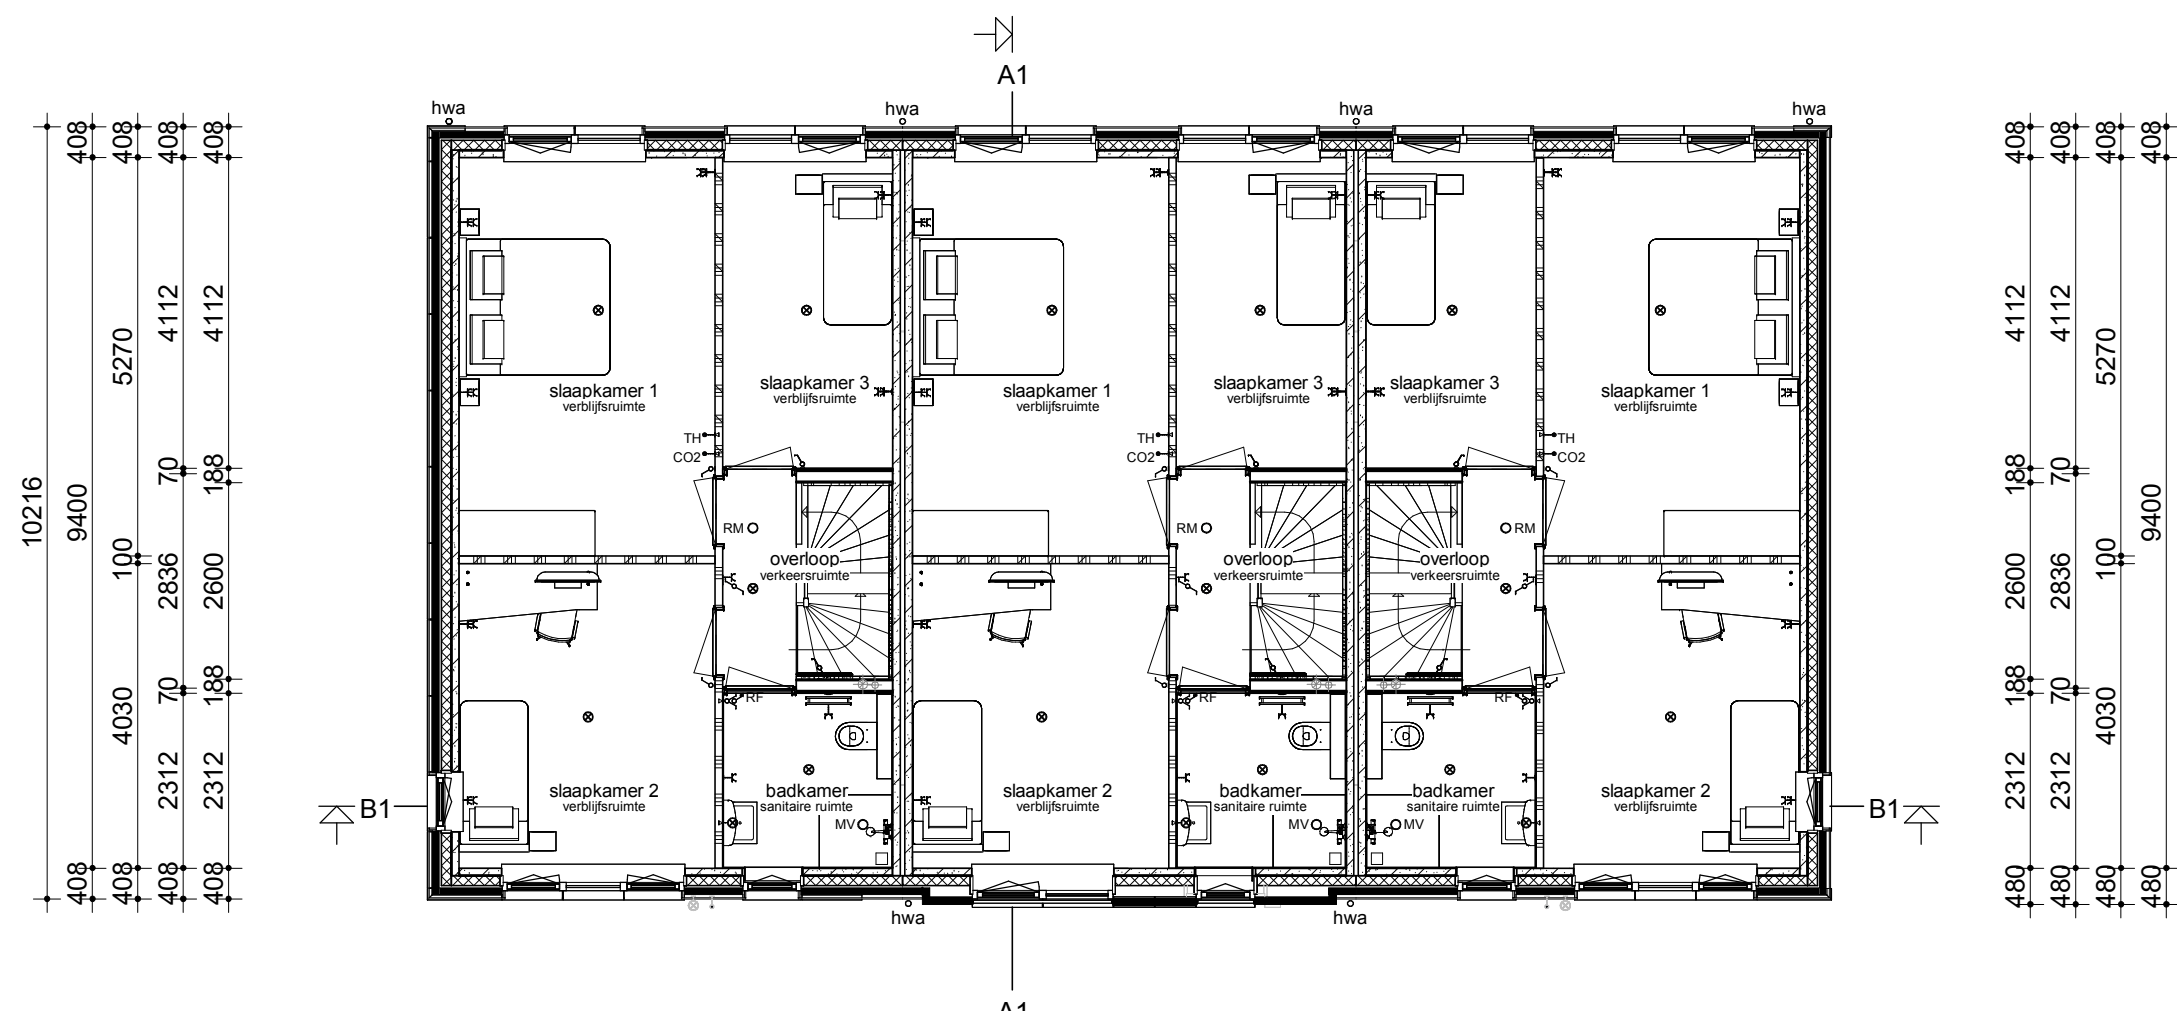 A1
hwa
hwa
hwa
hwa
408
408
408
408
408
408
408
408
4112
4112
5270
5270
4112
4112
slaapkamer 1
verblijfsruimte
slaapkamer 3
verblijfsruimte
slaapkamer 1
verblijfsruimte
slaapkamer 3
verblijfsruimte
slaapkamer 3
verblijfsruimte
slaapkamer 1
verblijfsruimte
TH
CO2
TH
CO2
TH
CO2
10216
9400
70
188
188
70
9400
RM
RM
RM
100
2836
2600
overloop
verkeersruimte
overloop
verkeersruimte
overloop
verkeersruimte
2600
2836
100
4030
70
188
RF
RF
RF
188
70
4030
2312
2312
slaapkamer 2
verblijfsruimte
badkamer
sanitaire ruimte
slaapkamer 2
verblijfsruimte
badkamer
sanitaire ruimte
badkamer
sanitaire ruimte
slaapkamer 2
verblijfsruimte
2312
2312
B1
MV
MV
MV
B1
408
408
408
408
480
480
480
480
hwa
hwa
A1